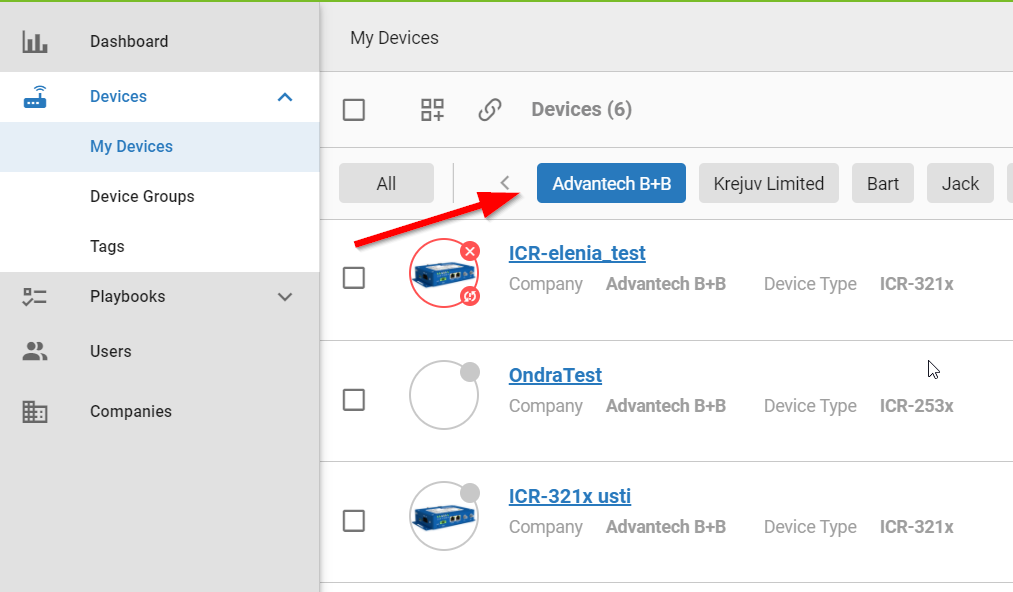 Dashboard
Devices
My Devices
Device Groups
Tags
Playbooks
Users
Companies
My Devices
Devices (6)
All
Advantech B+B
Krejuv Limited
Bart
Jack
ICR-elenia_test
Company Advantech B+B Device Type ICR-321x
OndraTest
Company Advantech B+B Device Type ICR-253x
ICR-321x usti
Company Advantech B+B Device Type ICR-321x